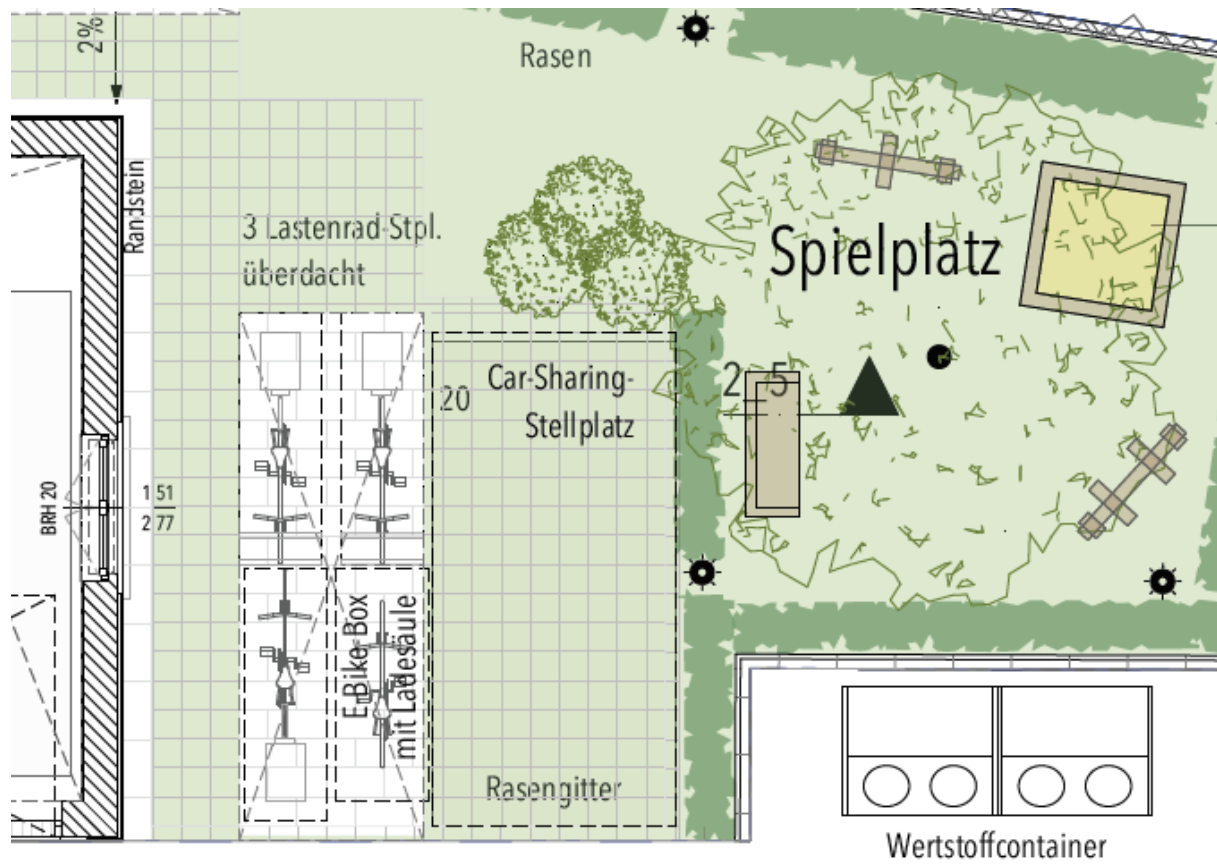 2%
Rasen
Randstein
3 Lastenrad-Stpl.
überdacht
Spielplatz
20
Car-Sharing-
Stellplatz
2 5
BRH 20
1 51
2 77
E-Bike-Box
mit Ladesäule
Rasengitter
Wertstoffcontainer